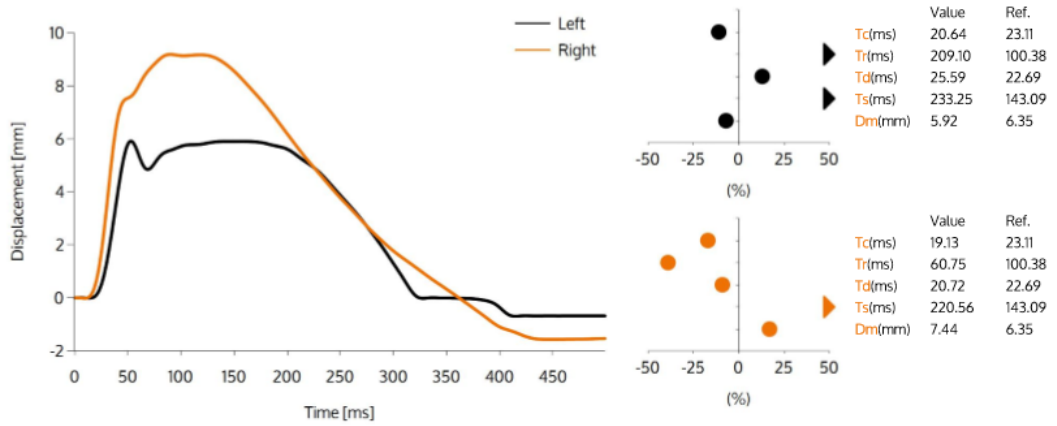 Left
Right
Displacement [mm]
10
8
6
4
2
0
-2
0 50 100 150 200 250 300 350 400 450
Time [ms]
-50 -25 0 25 50
(%)
Value Ref.
Tc(ms) 20.64 23.11
Tr(ms) 209.10 100.38
Td(ms) 25.59 22.69
Ts(ms) 233.25 143.09
Dm(mm) 5.92 6.35
-50 -25 0 25 50
(%)
Value Ref.
Tc(ms) 19.13 23.11
Tr(ms) 60.75 100.38
Td(ms) 20.72 22.69
Ts(ms) 220.56 143.09
Dm(mm) 7.44 6.35